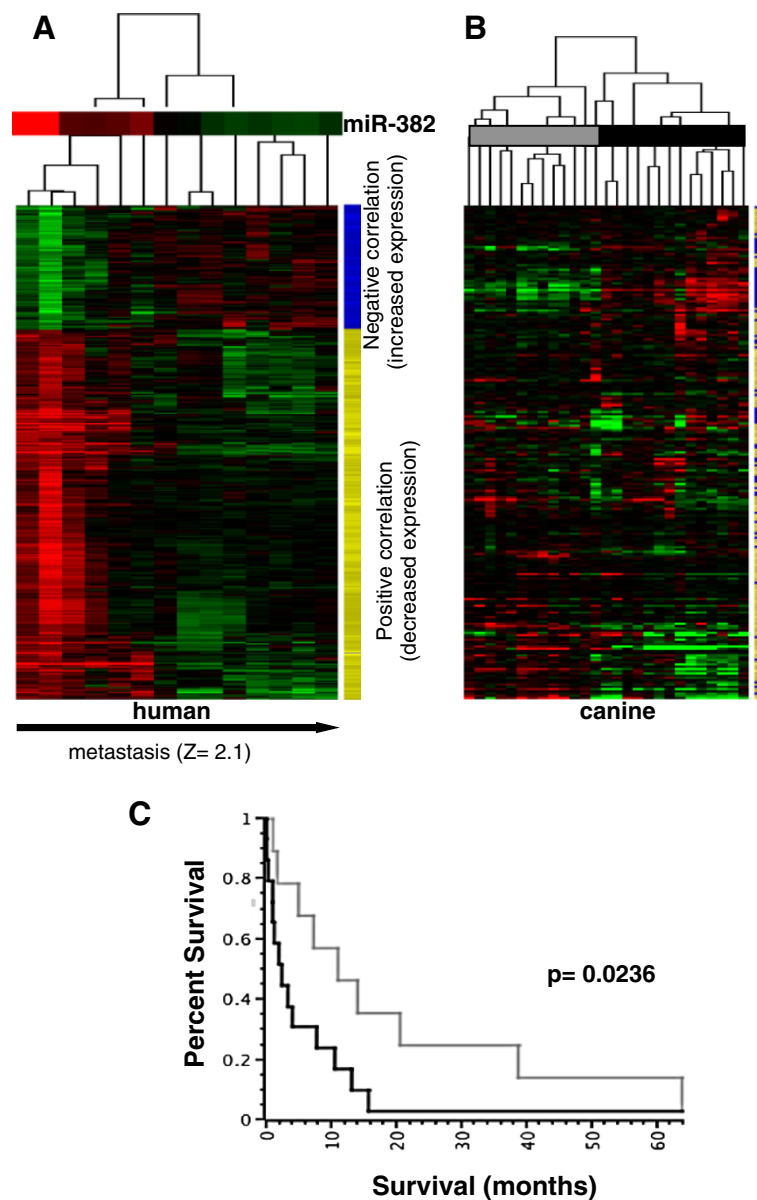 A
B
miR-382
Negative correlation
(increased expression)
Positive correlation
(decreased expression)
human
canine
metastasis (Z= 2.1)
C
Percent Survival
1
0.8
0.6
0.4
0.2
0
p= 0.0236
0 10 20 30 40 50 60
Survival (months)